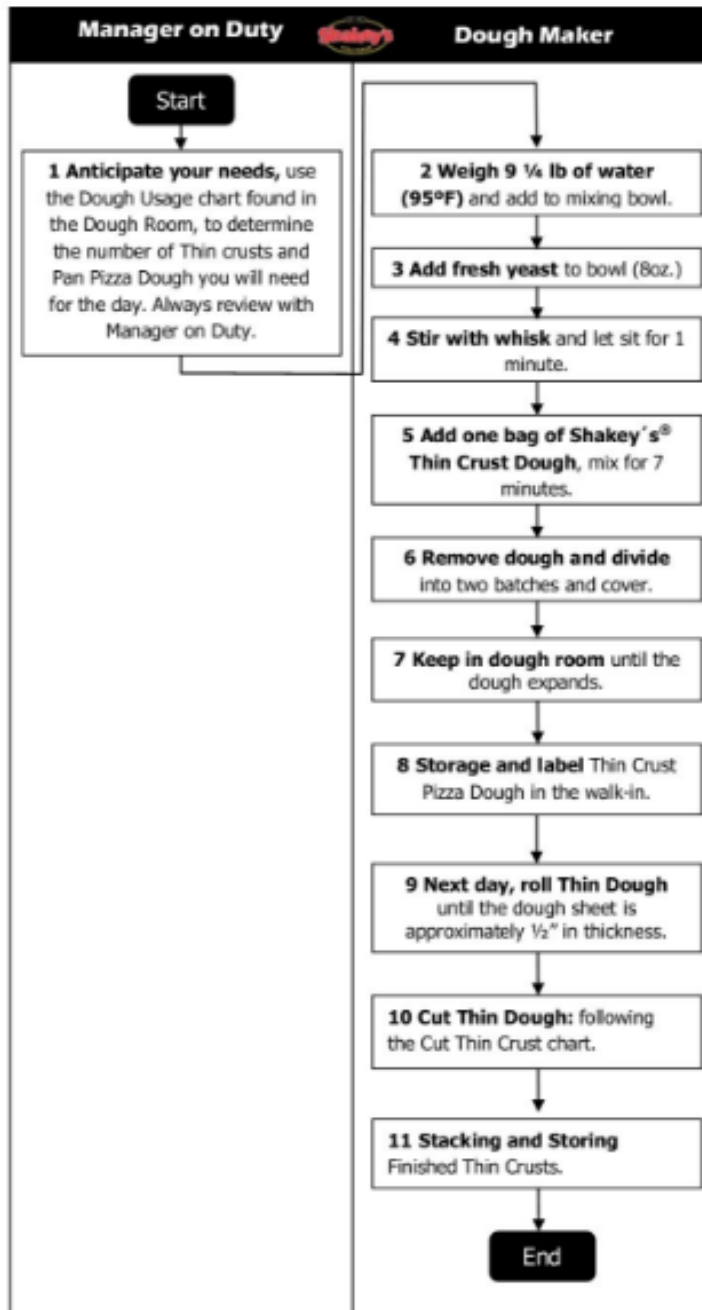 Manager on Duty
Shakey's
Dough Maker
Start
1 Anticipate your needs, use
the Dough Usage chart found in
the Dough Room, to determine
the number of Thin crusts and
Pan Pizza Dough you will need
for the day. Always review with
Manager on Duty.
2 Weigh 9 ¼ lb of water
(95ºF) and add to mixing bowl.
3 Add fresh yeast to bowl (8oz.)
4 Stir with whisk and let sit for 1
minute.
5 Add one bag of Shakey´s®
Thin Crust Dough, mix for 7
minutes.
6 Remove dough and divide
into two batches and cover.
7 Keep in dough room until the
dough expands.
8 Storage and label Thin Crust
Pizza Dough in the walk-in.
9 Next day, roll Thin Dough
until the dough sheet is
approximately ½” in thickness.
10 Cut Thin Dough: following
the Cut Thin Crust chart.
11 Stacking and Storing
Finished Thin Crusts.
End